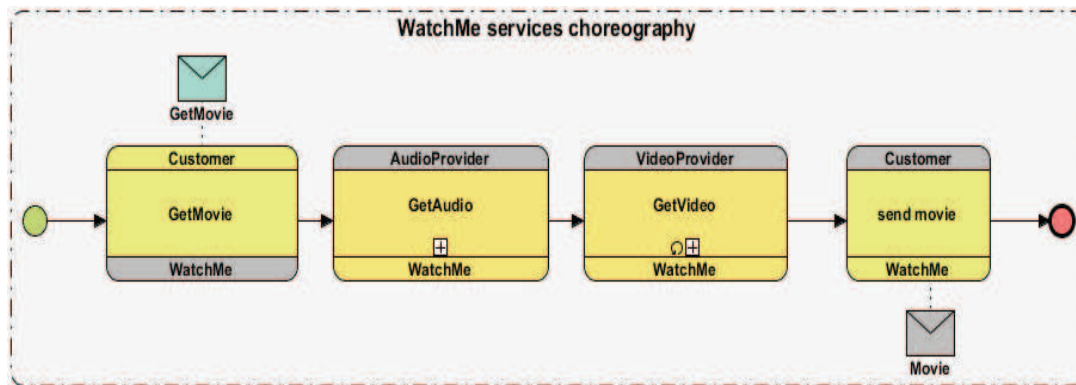 WatchMe services choreography
GetMovie
Customer
GetMovie
WatchMe
AudioProvider
GetAudio
WatchMe
VideoProvider
GetVideo
WatchMe
Customer
send movie
WatchMe
Movie